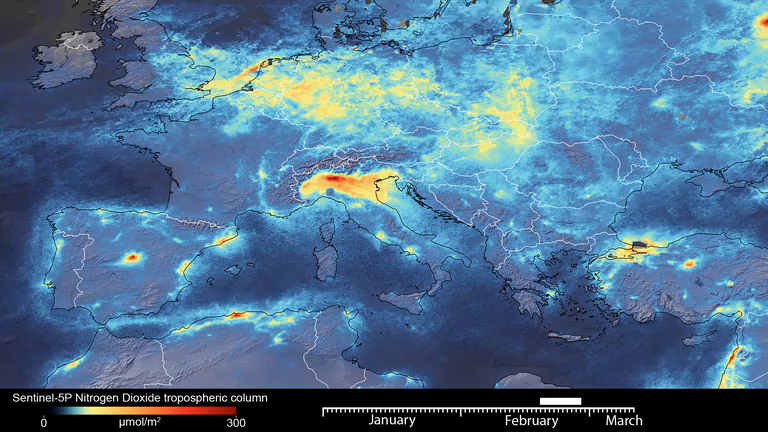 Sentinel-5P Nitrogen Dioxide tropospheric column
0 µmol/m² 300
January February March